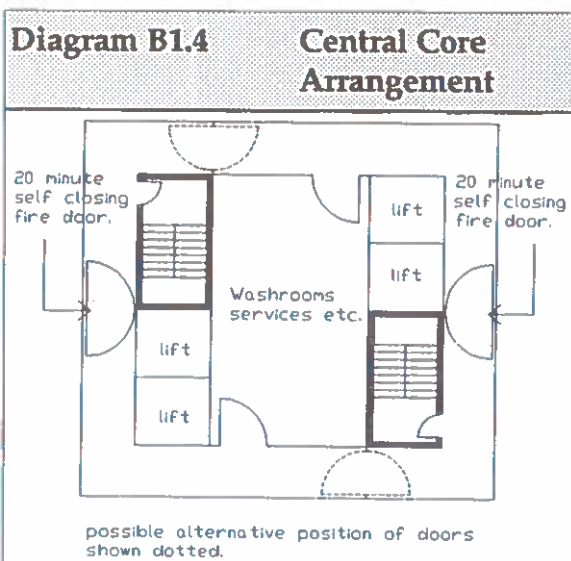 Diagram B1.4 Central Core
Arrangement
20 minute
self closing
fire door.
20 minute
self closing
fire door.
lift
lift
Washrooms
services etc.
lift
lift
possible alternative position of doors
shown dotted.